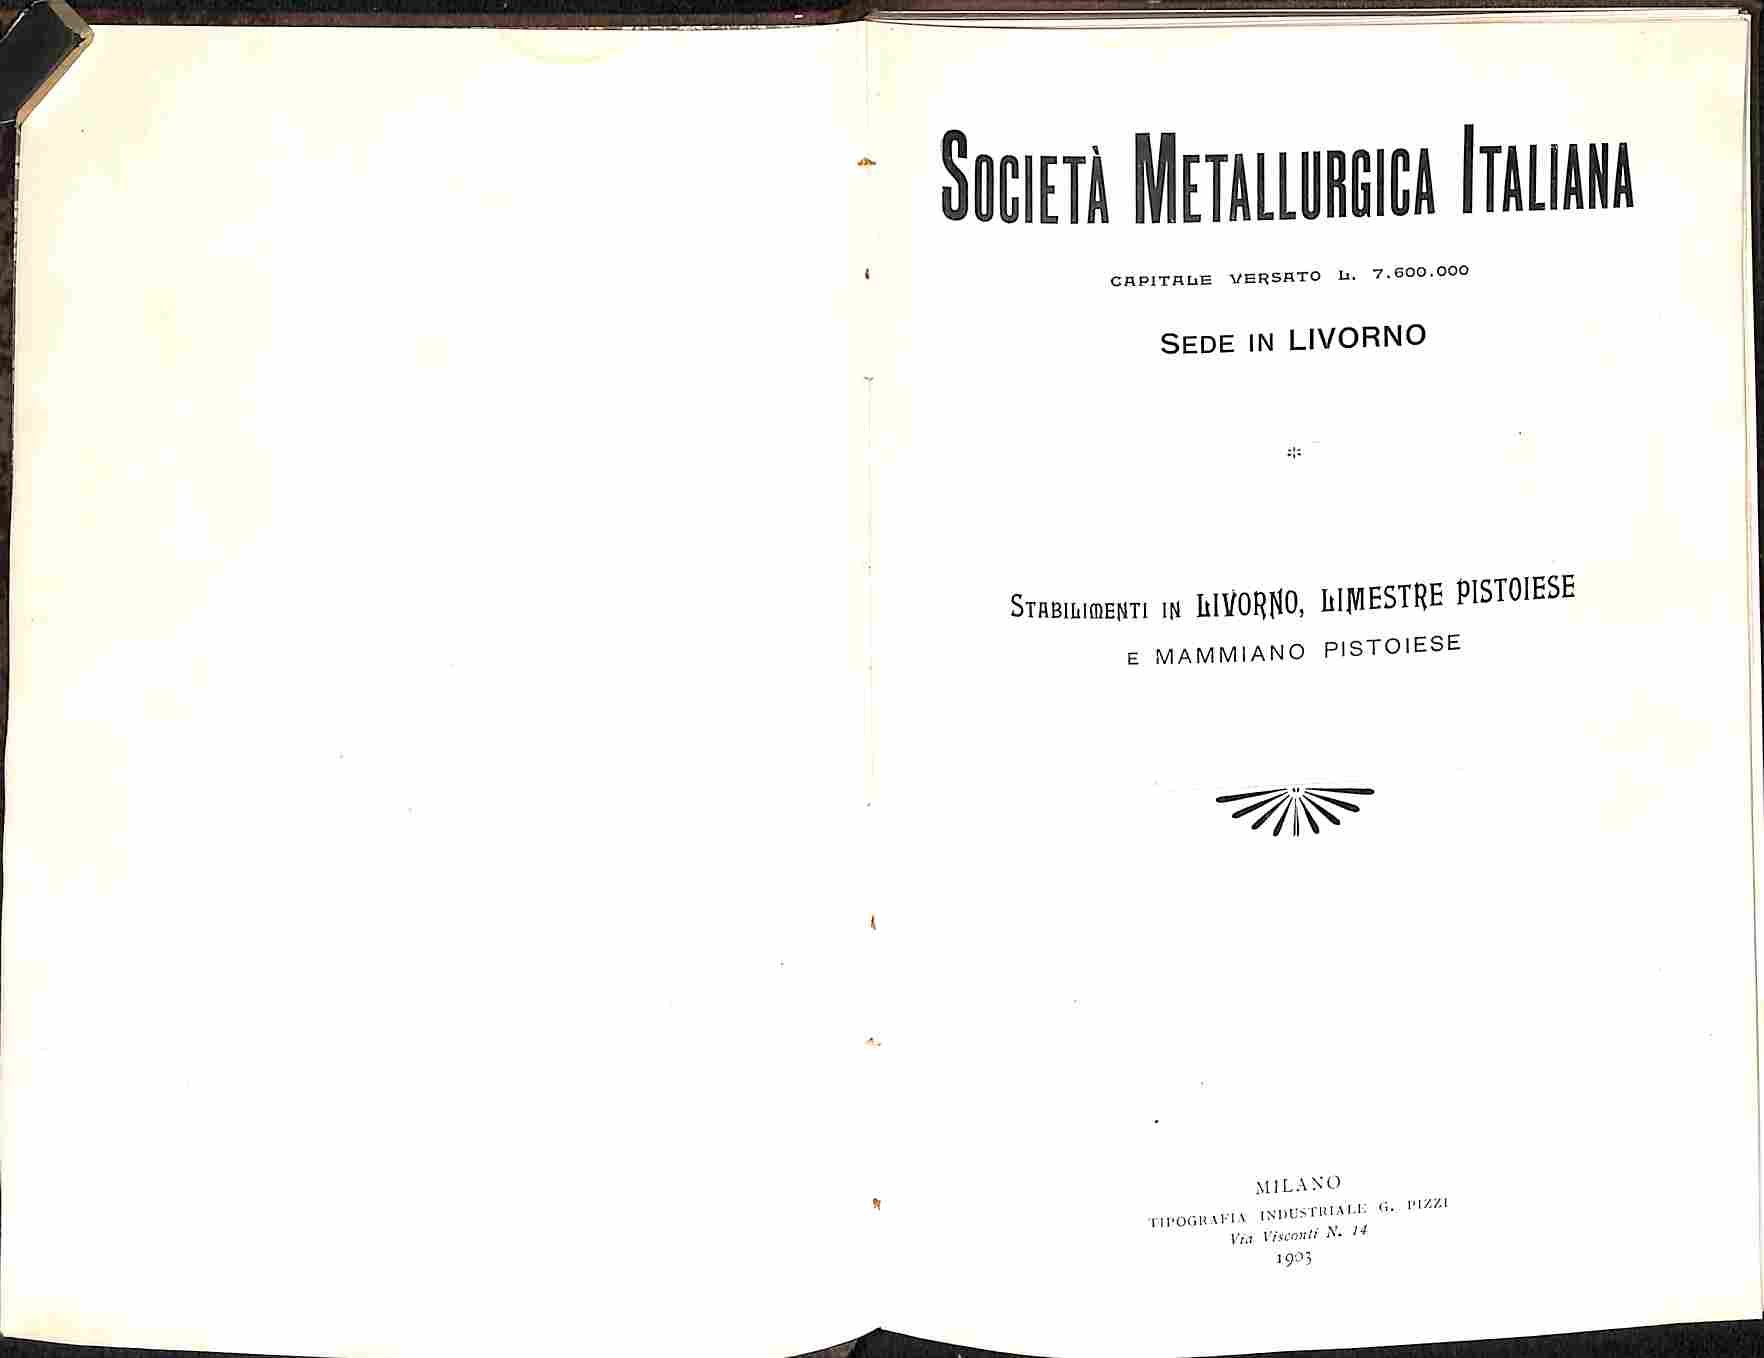 SOCIETÀ METALLURGICA ITALIANA
CAPITALE VERSATO L. 7.600.000
SEDE IN LIVORNO
STABILIMENTI IN LIVORNO, LIMESTRE PISTOIESE
E MAMMIANO PISTOIESE
MILANO
TIPOGRAFIA INDUSTRIALE G. PIZZI
Via Visconti N. 14
1903